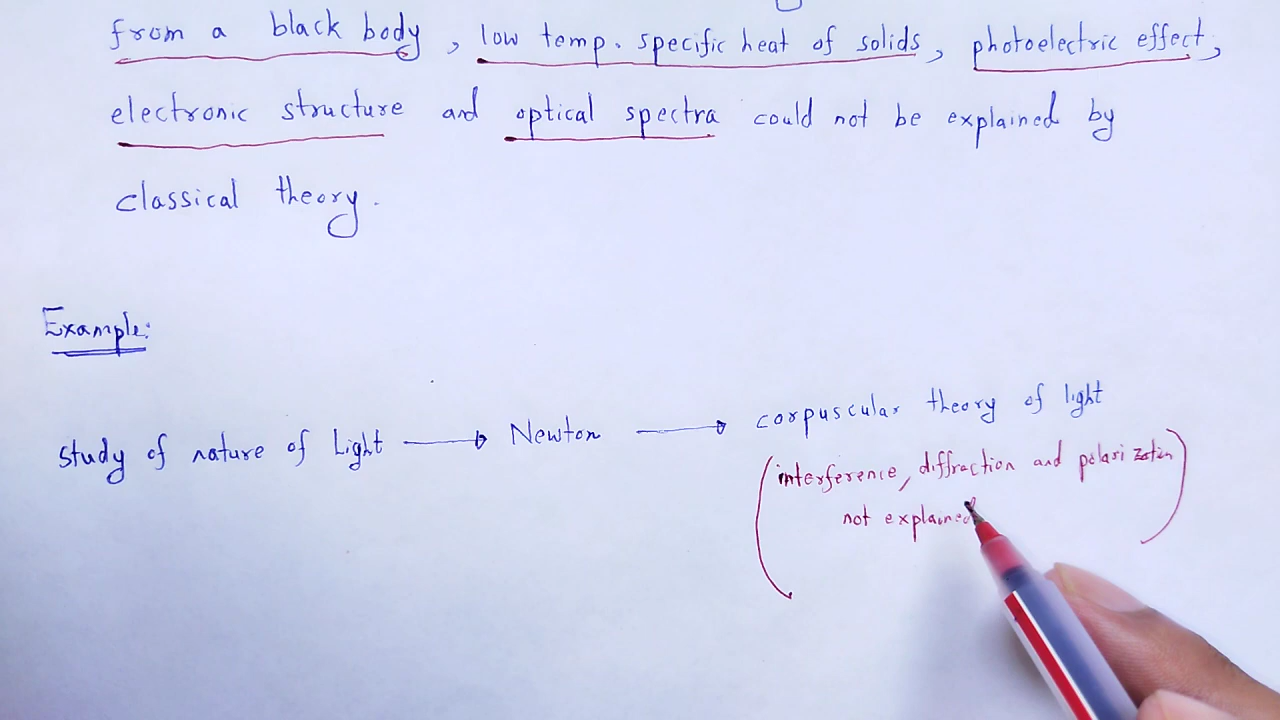 from a black body, low temp. specific heat of solids, photoelectric effect,
electronic structure and optical spectra could not be explained by
classical theory.
Example:
study of nature of Light → Newton → corpuscular theory of light
(interference, diffraction and polarization
not explained)